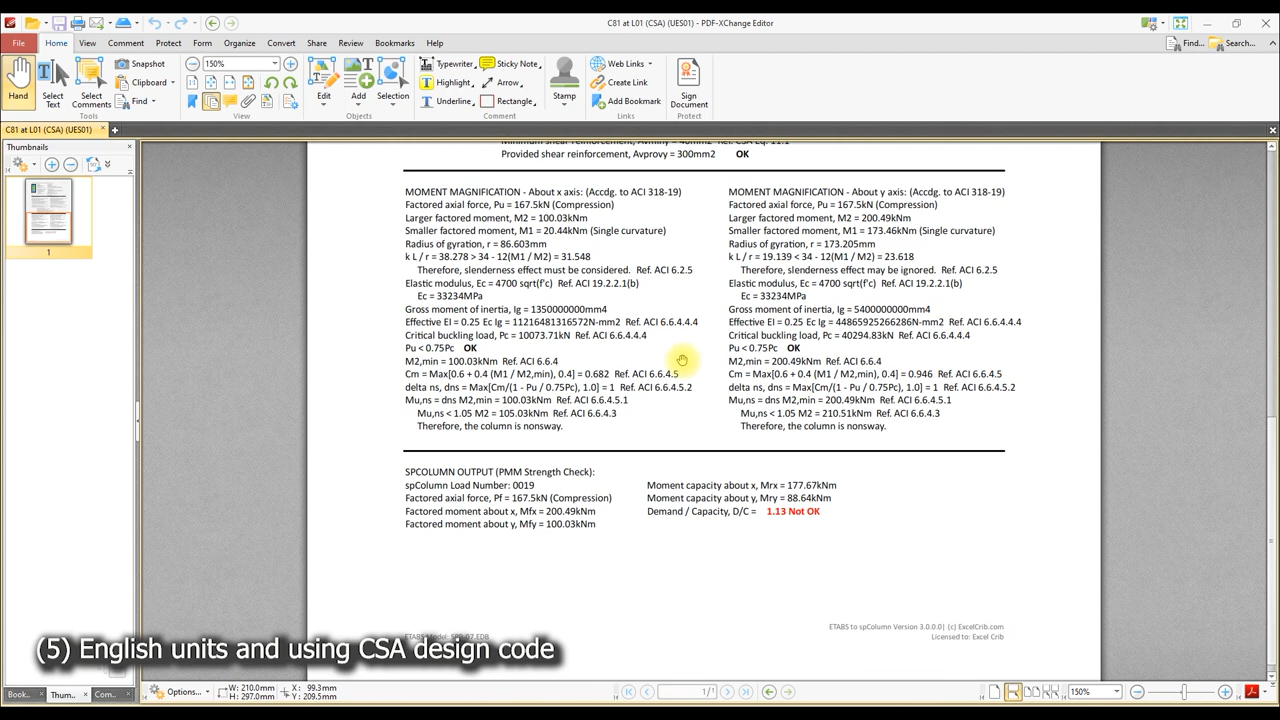 C81 at L01 (CSA) (UES01) - PDF-XChange Editor
File Home View Comment Protect Form Organize Convert Share Review Bookmarks Help
Find... Search...
Hand
Select Text
Select Comments
Snapshot
Clipboard
Find
Tools
150%
View
Edit
Add
Selection
Objects
Typewriter
Highlight
Underline
Sticky Note
Arrow
Rectangle
Stamp
Comment
Web Links
Create Link
Add Bookmark
Links
Sign Document
Protect
C81 at L01 (CSA) (UES01)
Thumbnails
1
Provided shear reinforcement, Avprovy = 300mm2 OK
MOMENT MAGNIFICATION - About x axis: (Accdg. to ACI 318-19)
Factored axial force, Pu = 167.5kN (Compression)
Larger factored moment, M2 = 100.03kNm
Smaller factored moment, M1 = 20.44kNm (Single curvature)
Radius of gyration, r = 86.603mm
k L / r = 38.278 > 34 - 12(M1 / M2) = 31.548
Therefore, slenderness effect must be considered. Ref. ACI 6.2.5
Elastic modulus, Ec = 4700 sqrt(f'c) Ref. ACI 19.2.2.1(b)
Ec = 33234MPa
Gross moment of inertia, Ig = 1350000000mm4
Effective EI = 0.25 Ec Ig = 11216481316572N-mm2 Ref. ACI 6.6.4.4.4
Critical buckling load, Pc = 10073.71kN Ref. ACI 6.6.4.4.4
Pu < 0.75Pc OK
M2,min = 100.03kNm Ref. ACI 6.6.4
Cm = Max[0.6 + 0.4 (M1 / M2,min), 0.4] = 0.682 Ref. ACI 6.6.4.5
delta ns, dns = Max[Cm/(1 - Pu / 0.75Pc), 1.0] = 1 Ref. ACI 6.6.4.5.2
Mu,ns = dns M2,min = 100.03kNm Ref. ACI 6.6.4.5.1
Mu,ns < 1.05 M2 = 105.03kNm Ref. ACI 6.6.4.3
Therefore, the column is nonsway.
MOMENT MAGNIFICATION - About y axis: (Accdg. to ACI 318-19)
Factored axial force, Pu = 167.5kN (Compression)
Larger factored moment, M2 = 200.49kNm
Smaller factored moment, M1 = 173.46kNm (Single curvature)
Radius of gyration, r = 173.205mm
k L / r = 19.139 < 34 - 12(M1 / M2) = 23.618
Therefore, slenderness effect may be ignored. Ref. ACI 6.2.5
Elastic modulus, Ec = 4700 sqrt(f'c) Ref. ACI 19.2.2.1(b)
Ec = 33234MPa
Gross moment of inertia, Ig = 5400000000mm4
Effective EI = 0.25 Ec Ig = 44865925266286N-mm2 Ref. ACI 6.6.4.4.4
Critical buckling load, Pc = 40294.83kN Ref. ACI 6.6.4.4.4
Pu < 0.75Pc OK
M2,min = 200.49kNm Ref. ACI 6.6.4
Cm = Max[0.6 + 0.4 (M1 / M2,min), 0.4] = 0.946 Ref. ACI 6.6.4.5
delta ns, dns = Max[Cm/(1 - Pu / 0.75Pc), 1.0] = 1 Ref. ACI 6.6.4.5.2
Mu,ns = dns M2,min = 200.49kNm Ref. ACI 6.6.4.5.1
Mu,ns < 1.05 M2 = 210.51kNm Ref. ACI 6.6.4.3
Therefore, the column is nonsway.
SPCOLUMN OUTPUT (PMM Strength Check):
spColumn Load Number: 0019
Factored axial force, Pf = 167.5kN (Compression)
Factored moment about x, Mfx = 200.49kNm
Factored moment about y, Mfy = 100.03kNm
Moment capacity about x, Mrx = 177.67kNm
Moment capacity about y, Mry = 88.64kNm
Demand / Capacity, D/C = 1.13 Not OK
ETABS to spColumn Version 3.0.0.0| (c) ExcelCrib.com
Licensed to: Excel Crib
(5) English units and using CSA design code
Book... Thum... Com...
Options...
W: 210.0mm
H: 297.0mm
X: 99.3mm
Y: 209.5mm
1/1
150%